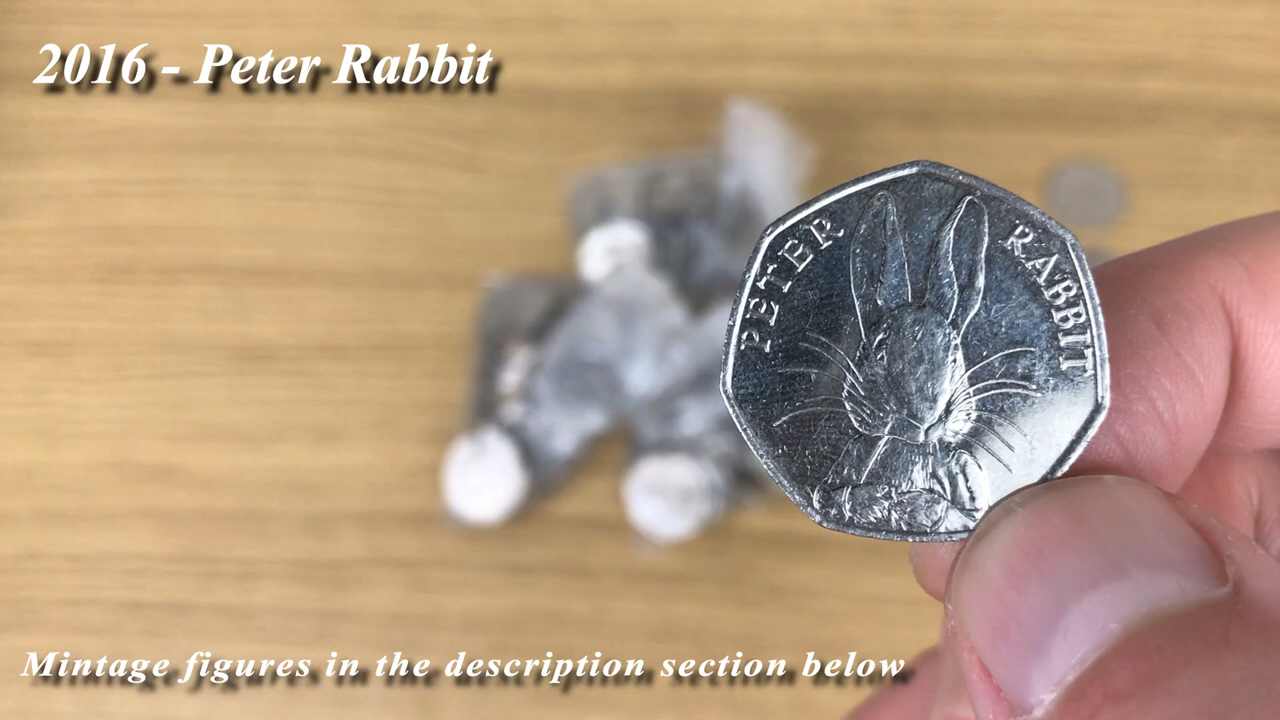 2016 - Peter Rabbit
PETER RABBIT
Mintage figures in the description section below